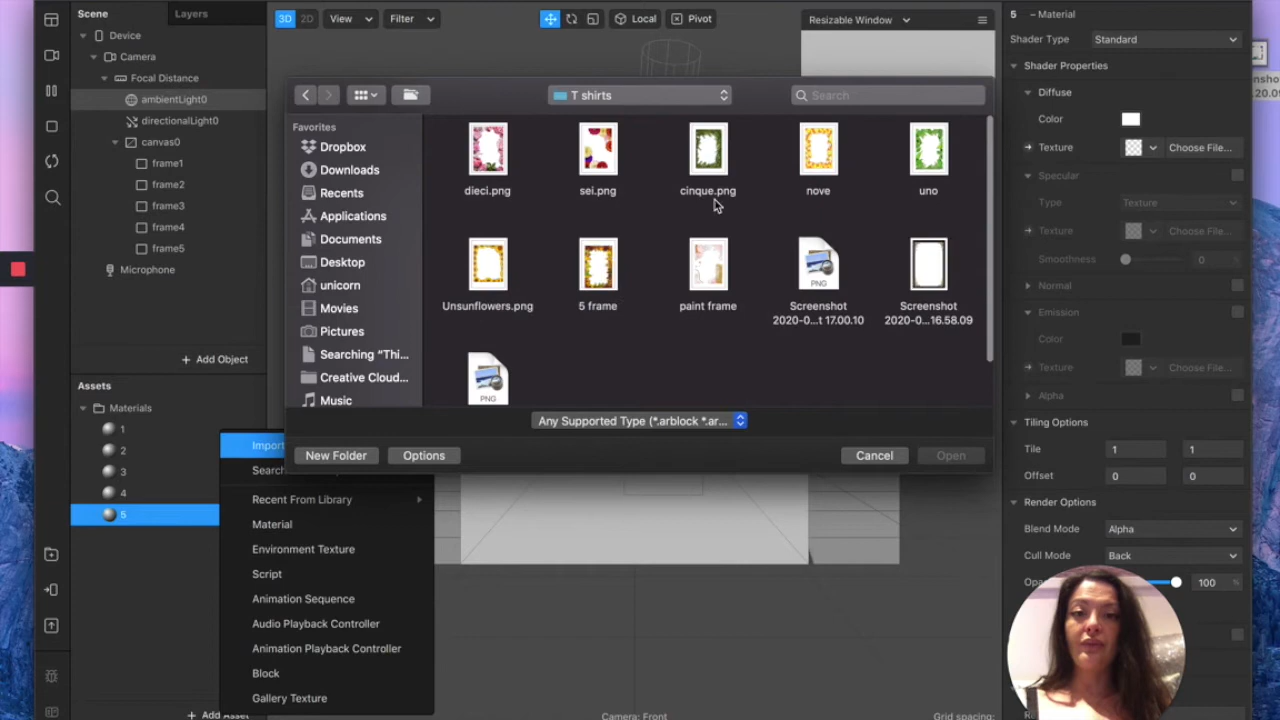 Scene
Layers
Device
Camera
Focal Distance
ambientLight0
directionalLight0
canvas0
frame1
frame2
frame3
frame4
frame5
Microphone
+ Add Object
Assets
Materials
1
2
3
4
5
3D
2D
View
Filter
Local
Pivot
Resizable Window
T shirts
Search
Favorites
Dropbox
Downloads
Recents
Applications
Documents
Desktop
unicorn
Movies
Pictures
Searching “Thi...
Creative Cloud...
Music
dieci.png
sei.png
cinque.png
nove
uno
Unsunflowers.png
5 frame
paint frame
PNG
Screenshot
2020-0...t 17.00.10
Screenshot
2020-0...16.58.09
PNG
Any Supported Type (*.arblock *.ar...
New Folder
Options
Cancel
Open
Import
Search
Recent From Library
Material
Environment Texture
Script
Animation Sequence
Audio Playback Controller
Animation Playback Controller
Block
Gallery Texture
Camera: Front
Grid spacing:
5 – Material
Shader Type Standard
Shader Properties
Diffuse
Color
Texture Choose File...
Specular
Type Texture
Texture Choose File...
Smoothness 0
Normal
Emission
Color
Texture Choose File...
Alpha
Tiling Options
Tile 1 1
Offset 0 0
Render Options
Blend Mode Alpha
Cull Mode Back
100 %